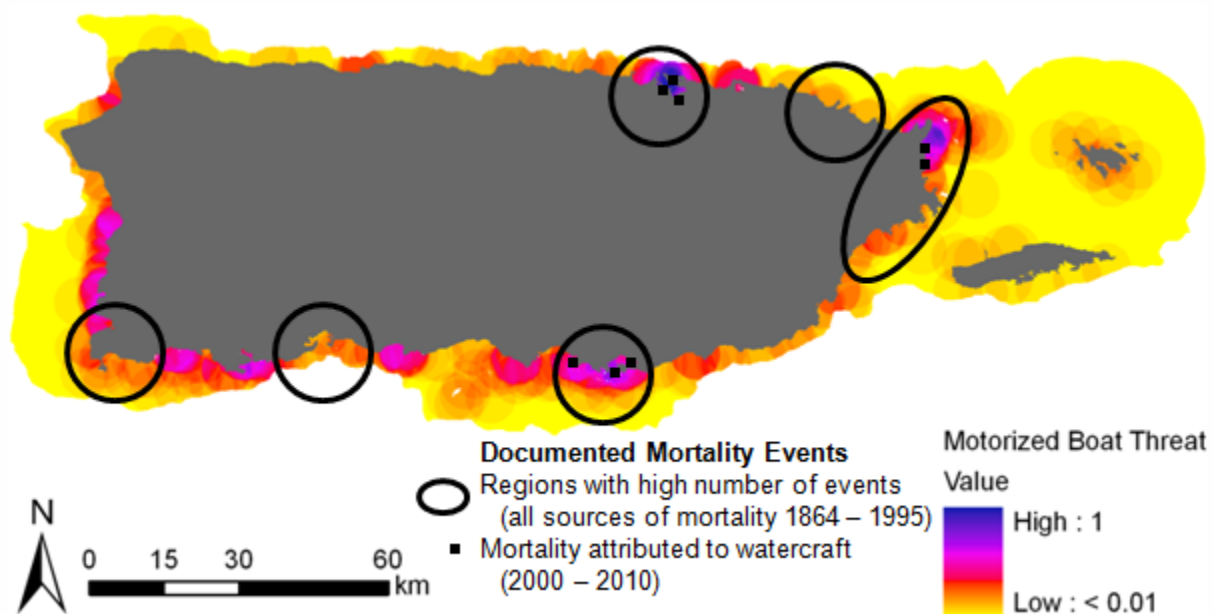 Documented Mortality Events
Regions with high number of events
(all sources of mortality 1864 – 1995)
Mortality attributed to watercraft
(2000 – 2010)
Motorized Boat Threat
Value
High : 1
Low : < 0.01
N
0 15 30 60
km